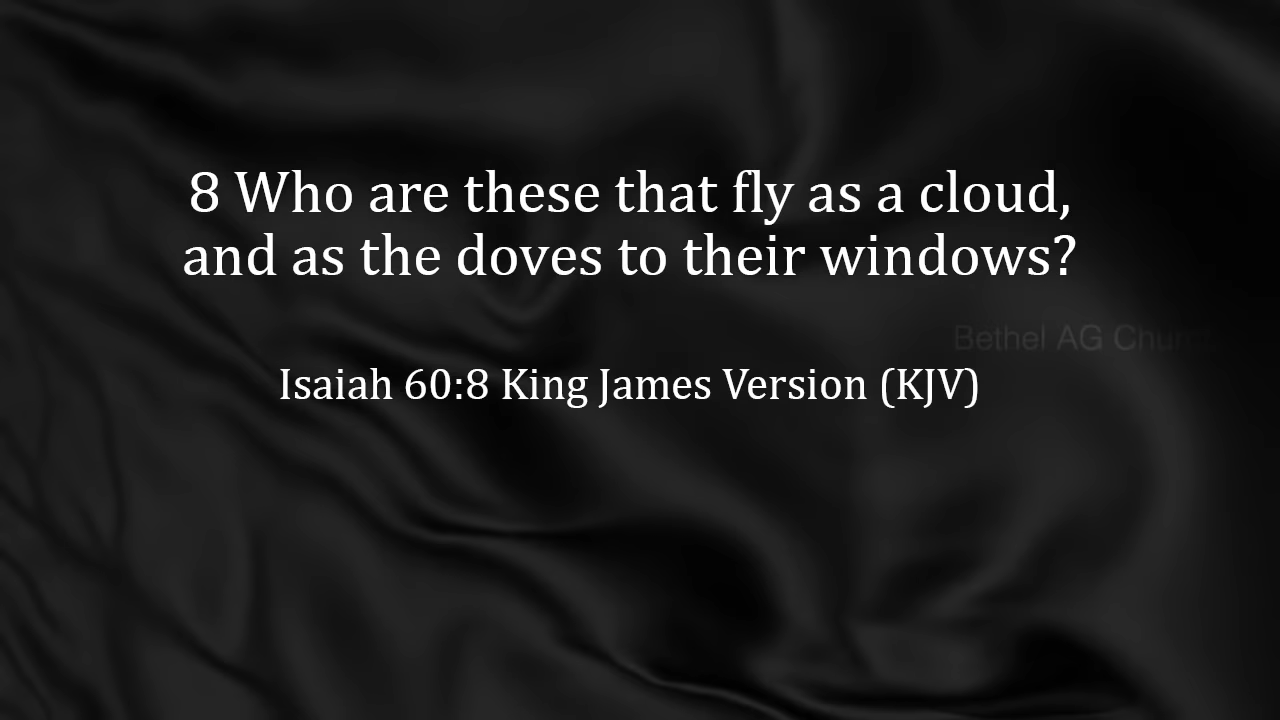 8 Who are these that fly as a cloud,
and as the doves to their windows?
Bethel AG Church
Isaiah 60:8 King James Version (KJV)